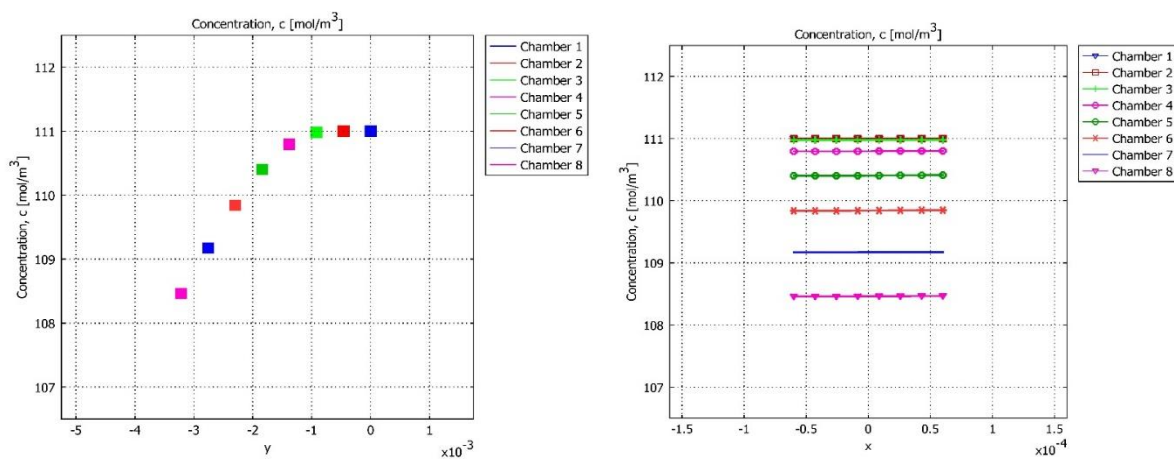 Concentration, c [mol/m³]
Concentration, c [mol/m³]
112
111
110
109
108
107
-5
-4
-3
-2
-1
0
1
y
x10⁻³
Chamber 1
Chamber 2
Chamber 3
Chamber 4
Chamber 5
Chamber 6
Chamber 7
Chamber 8
Concentration, c [mol/m³]
Concentration, c [mol/m³]
112
111
110
109
108
107
-1.5
-1
-0.5
0
0.5
1
1.5
x
x10⁻⁴
Chamber 1
Chamber 2
Chamber 3
Chamber 4
Chamber 5
Chamber 6
Chamber 7
Chamber 8